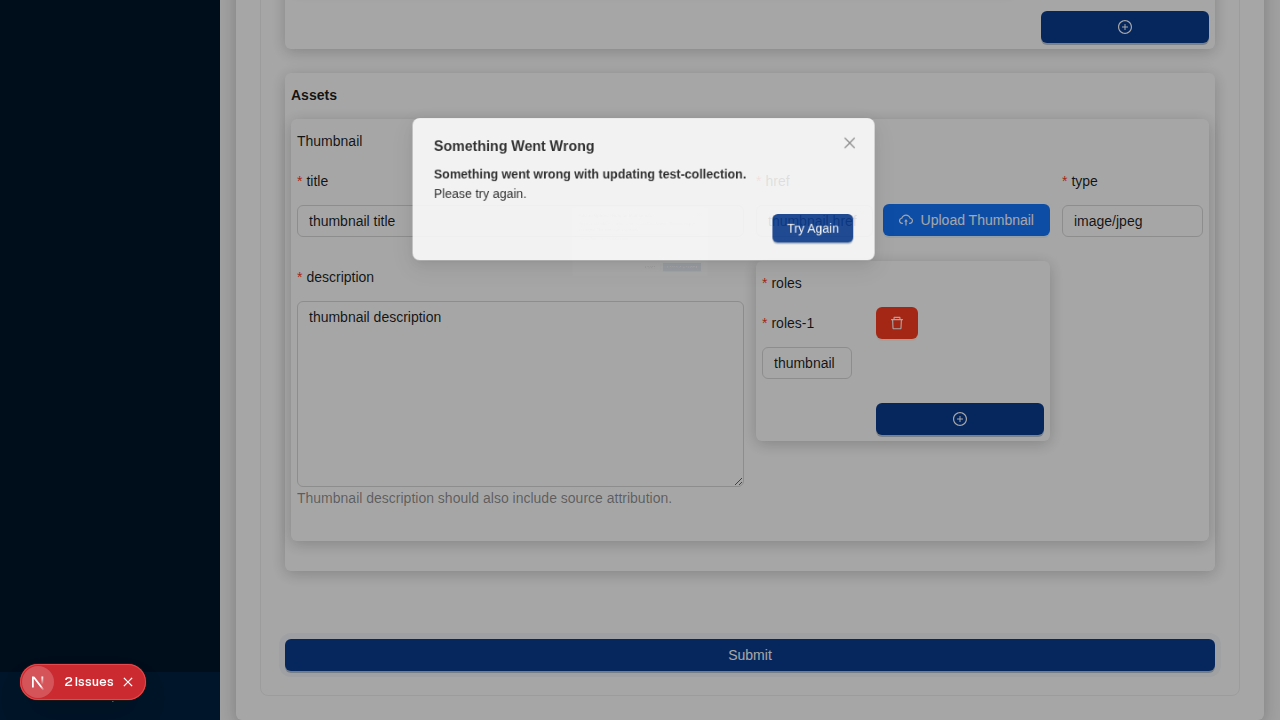 Assets
Thumbnail
Something Went Wrong
Something went wrong with updating test-collection.
Please try again.
Try Again
* title
* href
* type
thumbnail title
thumbnail href
Upload Thumbnail
image/jpeg
* description
thumbnail description
Thumbnail description should also include source attribution.
* roles
* roles-1
thumbnail
Submit
N
2 Issues